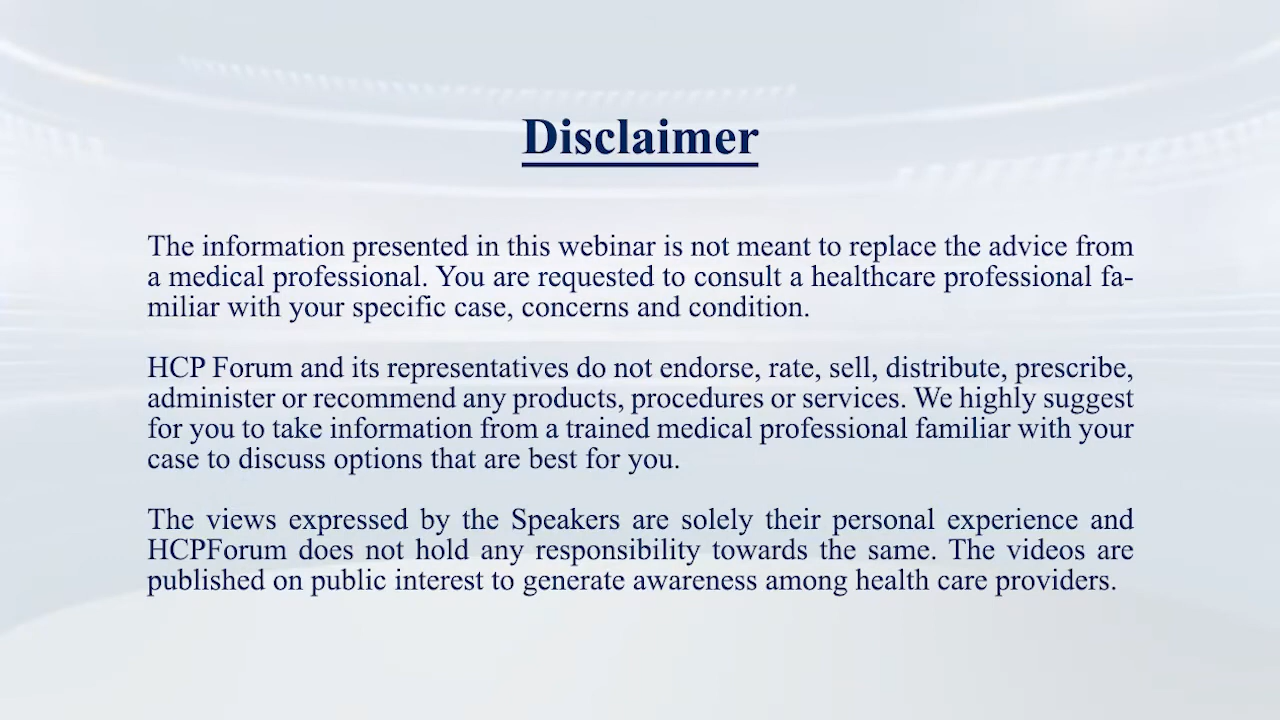 Disclaimer
The information presented in this webinar is not meant to replace the advice from
a medical professional. You are requested to consult a healthcare professional fa-
miliar with your specific case, concerns and condition.
HCP Forum and its representatives do not endorse, rate, sell, distribute, prescribe,
administer or recommend any products, procedures or services. We highly suggest
for you to take information from a trained medical professional familiar with your
case to discuss options that are best for you.
The views expressed by the Speakers are solely their personal experience and
HCPForum does not hold any responsibility towards the same. The videos are
published on public interest to generate awareness among health care providers.